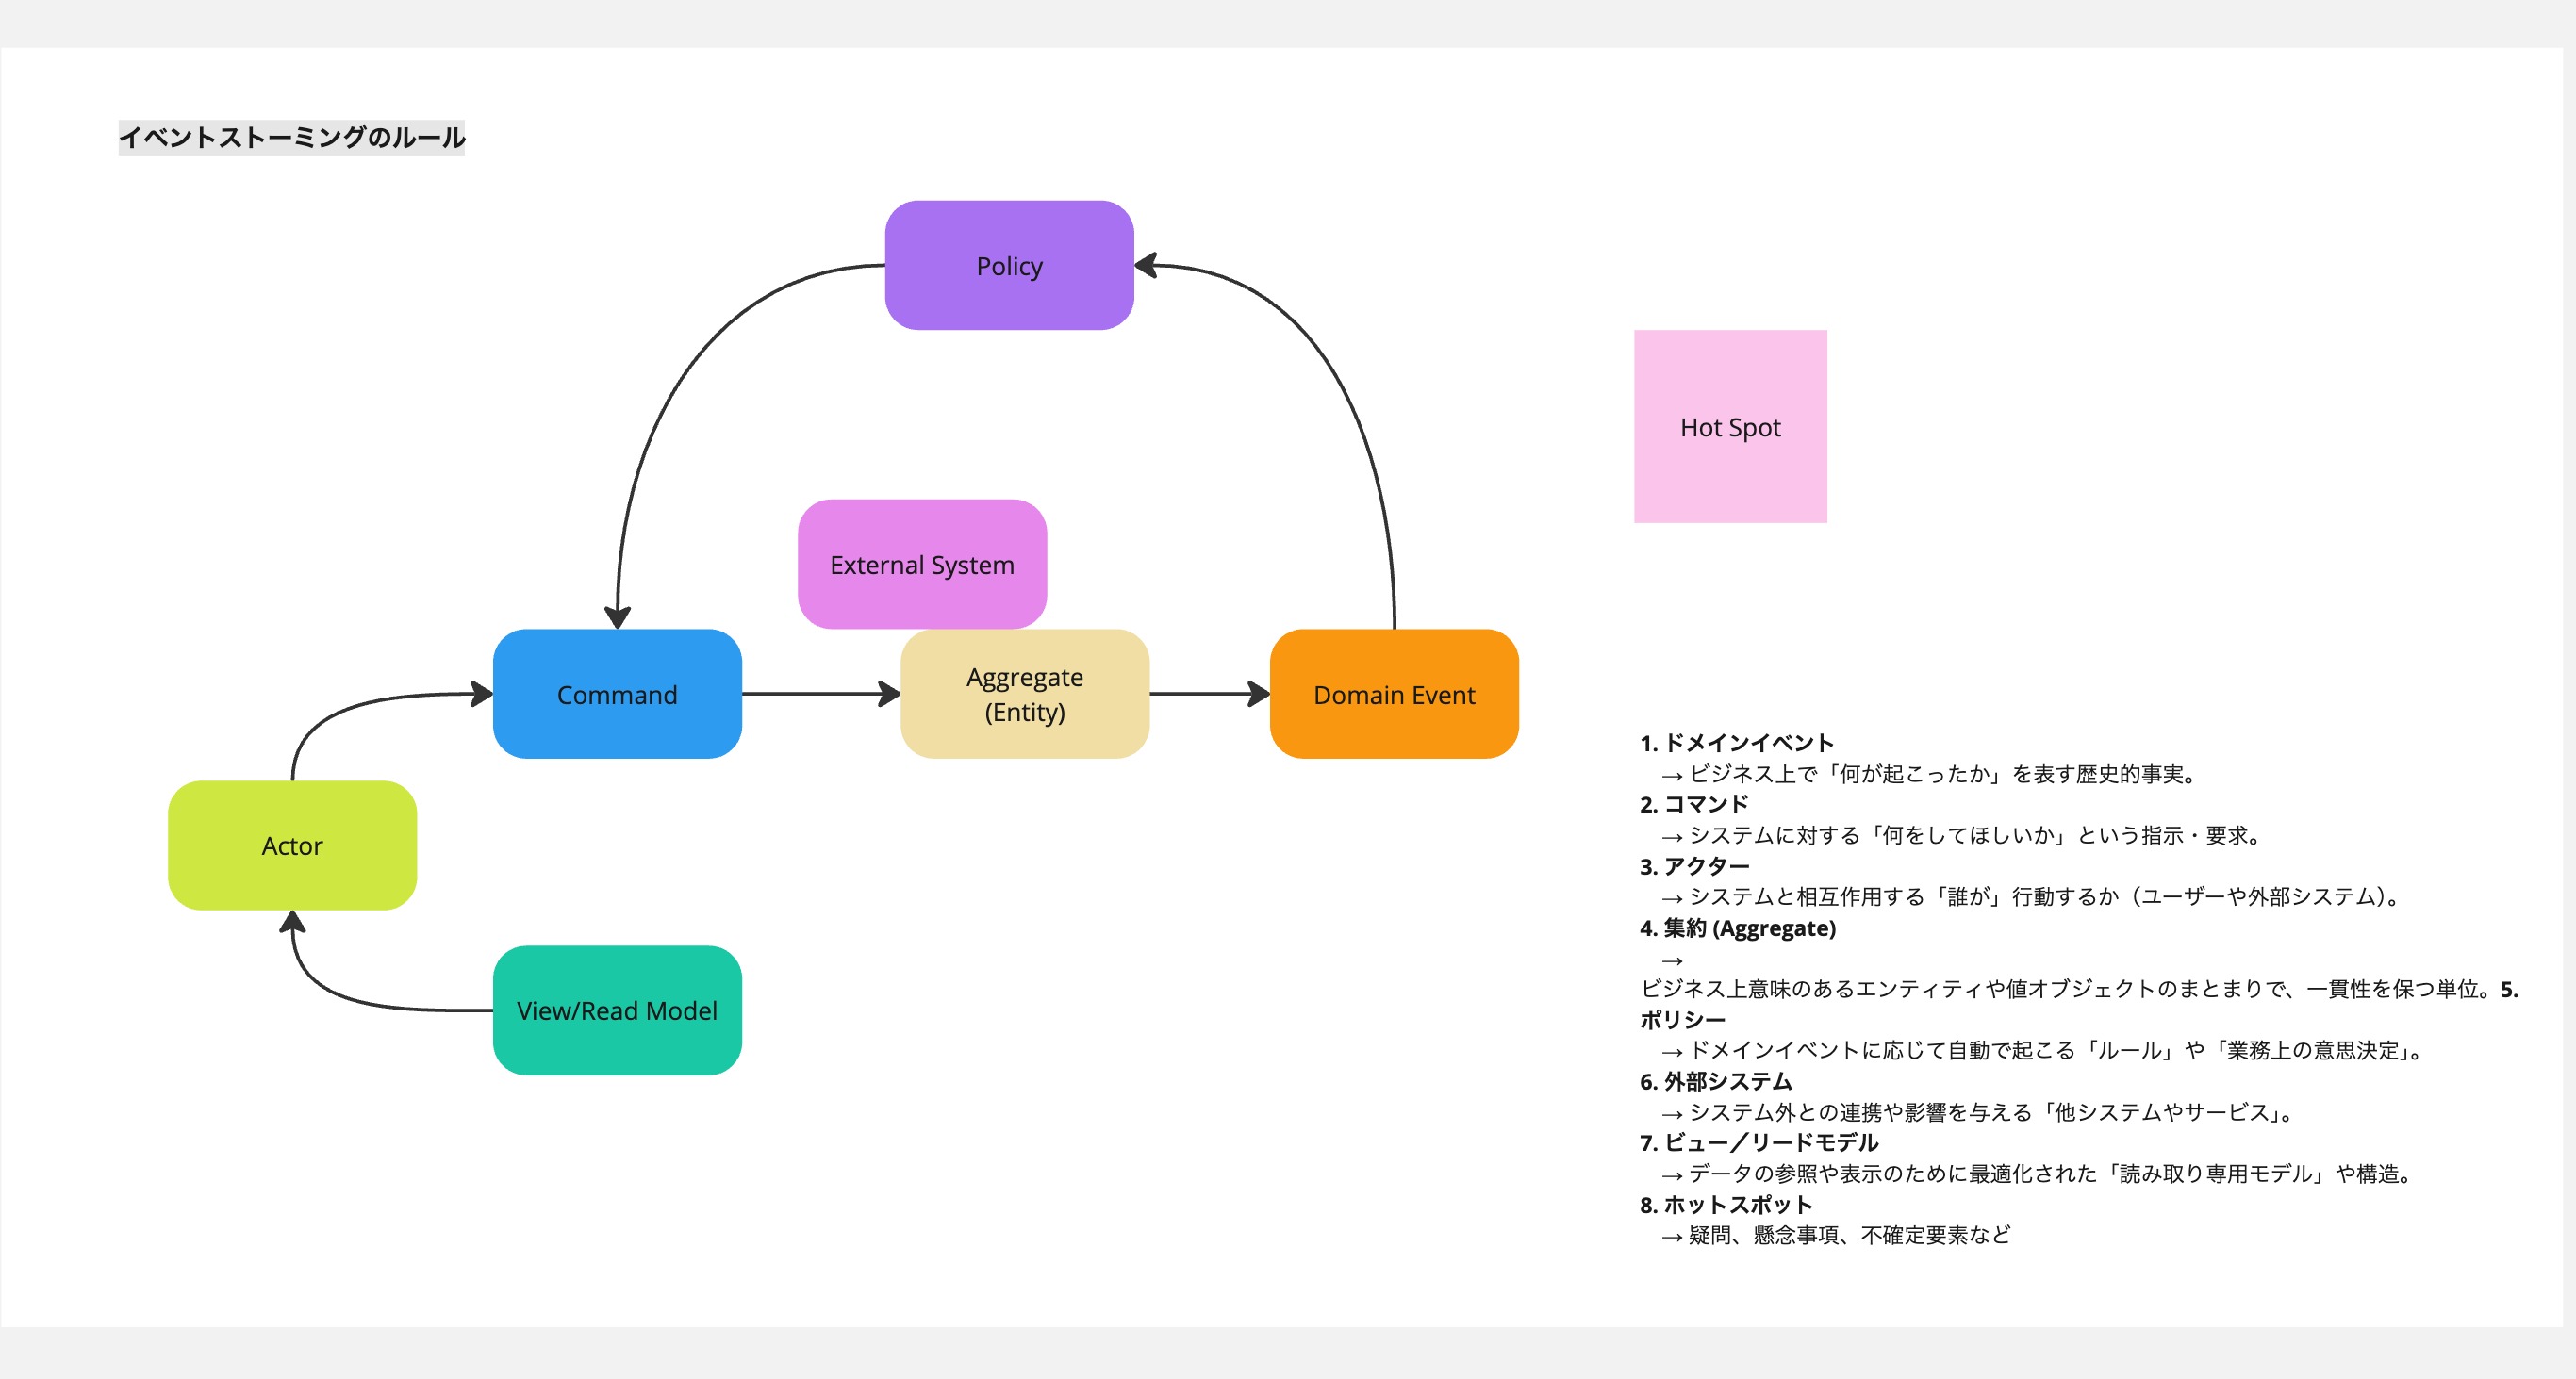 イベントストーミングのルール
Policy
Hot Spot
External System
Command
Aggregate
(Entity)
Domain Event
Actor
View/Read Model
1. ドメインイベント
→ ビジネス上で「何が起こったか」を表す歴史的事実。
2. コマンド
→ システムに対する「何をしてほしいか」という指示・要求。
3. アクター
→ システムと相互作用する「誰が」行動するか（ユーザーや外部システム）。
4. 集約 (Aggregate)
→
ビジネス上意味のあるエンティティや値オブジェクトのまとまりで、一貫性を保つ単位。5.
ポリシー
→ ドメインイベントに応じて自動で起こる「ルール」や「業務上の意思決定」。
6. 外部システム
→ システム外との連携や影響を与える「他システムやサービス」。
7. ビュー／リードモデル
→ データの参照や表示のために最適化された「読み取り専用モデル」や構造。
8. ホットスポット
→ 疑問、懸念事項、不確定要素など